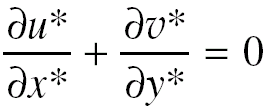 ∂u*/∂x* + ∂v*/∂y* = 0